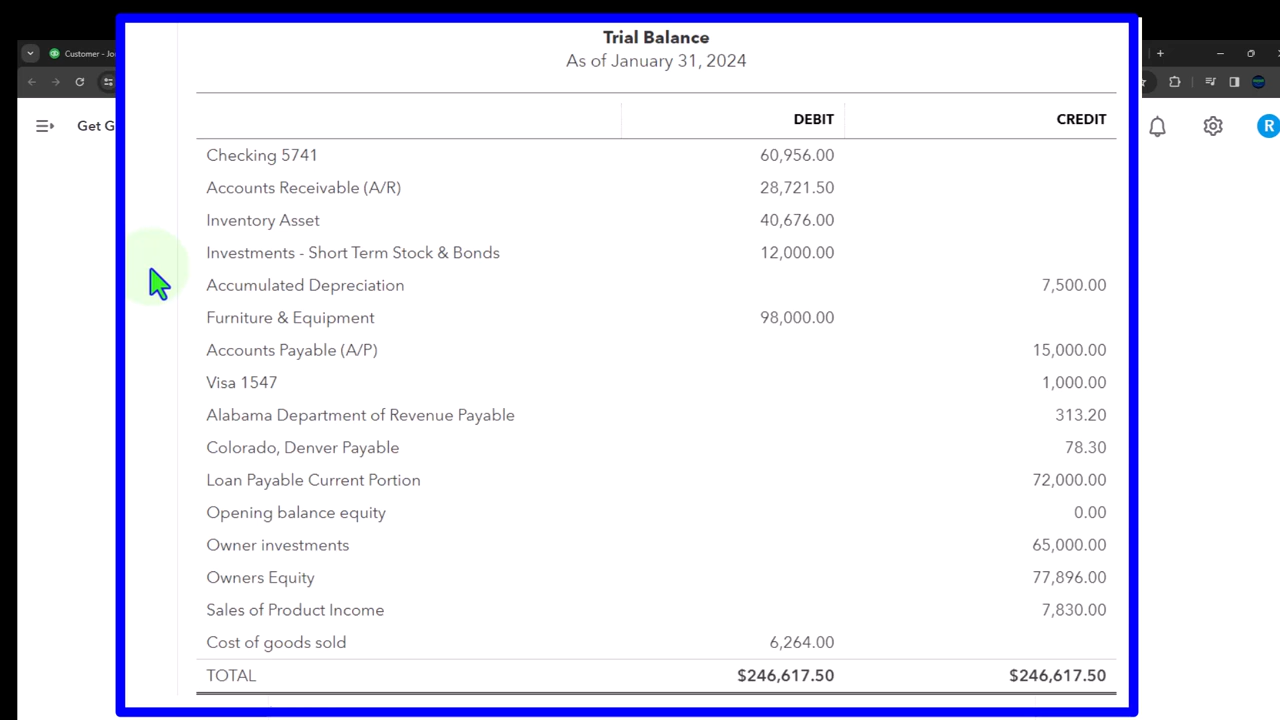 Customer - Jo
Get G
R
Trial Balance
As of January 31, 2024
DEBIT CREDIT
Checking 5741 60,956.00
Accounts Receivable (A/R) 28,721.50
Inventory Asset 40,676.00
Investments - Short Term Stock & Bonds 12,000.00
Accumulated Depreciation 7,500.00
Furniture & Equipment 98,000.00
Accounts Payable (A/P) 15,000.00
Visa 1547 1,000.00
Alabama Department of Revenue Payable 313.20
Colorado, Denver Payable 78.30
Loan Payable Current Portion 72,000.00
Opening balance equity 0.00
Owner investments 65,000.00
Owners Equity 77,896.00
Sales of Product Income 7,830.00
Cost of goods sold 6,264.00
TOTAL $246,617.50 $246,617.50